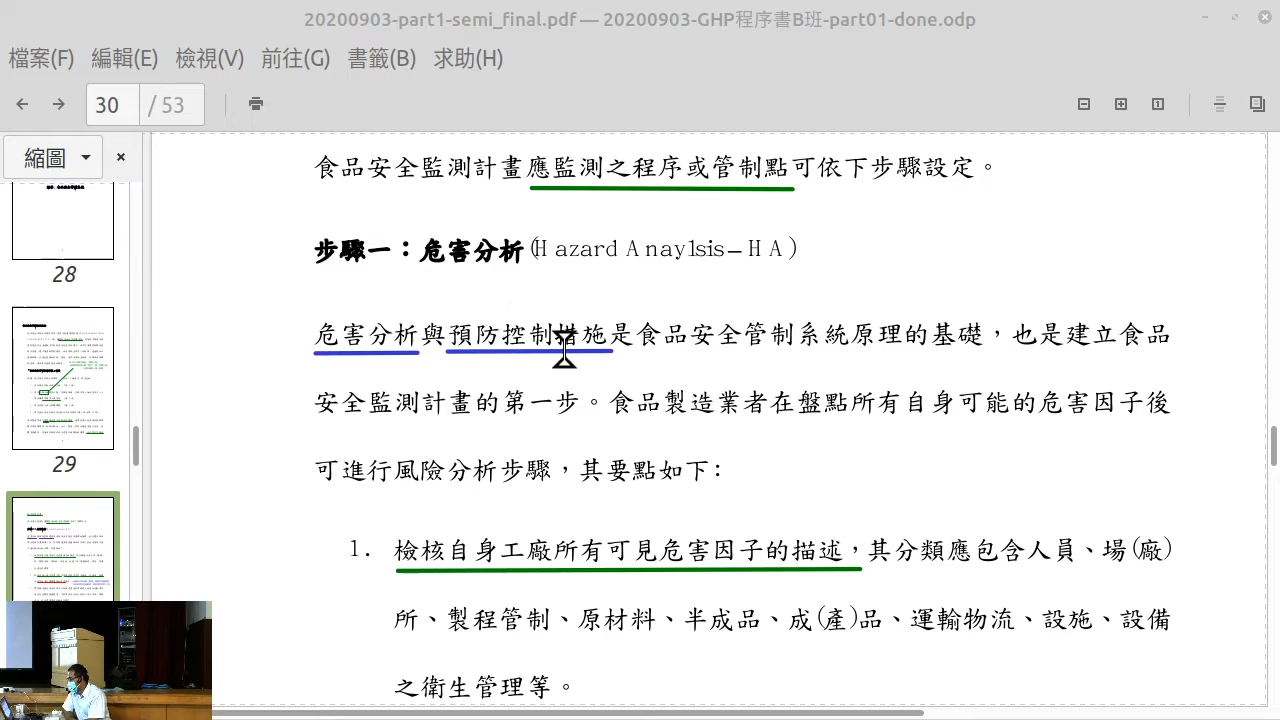 20200903-part1-semi_final.pdf — 20200903-GHP程序書B班-part01-done.odp
檔案(F) 編輯(E) 檢視(V) 前往(G) 書籤(B) 求助(H)
30 / 53
縮圖
28
29
食品安全監測計畫應監測之程序或管制點可依下步驟設定。
步驟一：危害分析(Hazard Anaylsis–HA)
危害分析與預防控制措施是食品安全管制系統原理的基礎，也是建立食品
安全監測計畫的第一步。食品製造業者在盤點所有自身可能的危害因子後
可進行風險分析步驟，其要點如下:
1. 檢核自身工廠所有可見危害因子的描述，其分類應包含人員、場(廠)
所、製程管制、原材料、半成品、成(產)品、運輸物流、設施、設備
之衛生管理等。